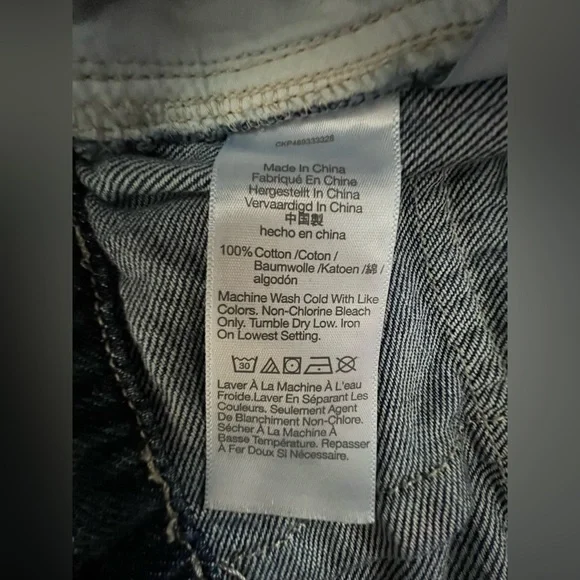 CKP469333328
Made In China
Fabriqué En Chine
Hergestellt In China
Vervaardigd In China
中国製
hecho en china
100% Cotton /Coton /
Baumwolle /Katoen /綿 /
algodón
Machine Wash Cold With Like
Colors. Non-Chlorine Bleach
Only. Tumble Dry Low. Iron
On Lowest Setting.
30
Laver À La Machine À L'eau
Froide.Laver En Séparant Les
Couleurs. Seulement Agent
De Blanchiment Non-Chlore.
Sécher À La Machine À
Basse Température. Repasser
À Fer Doux Si Nécessaire.